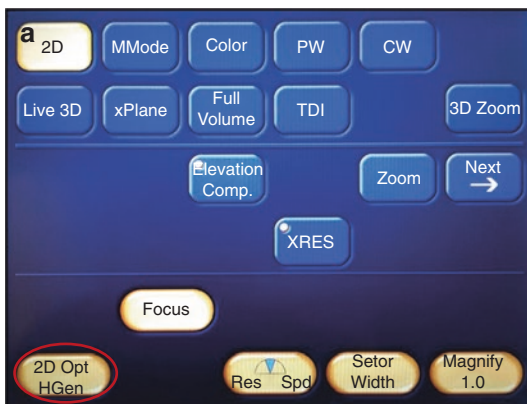 a
2D
MMode
Color
PW
CW
Live 3D
xPlane
Full
Volume
TDI
3D Zoom
Elevation
Comp.
Zoom
Next
→
XRES
Focus
2D Opt
HGen
Res Spd
Setor
Width
Magnify
1.0